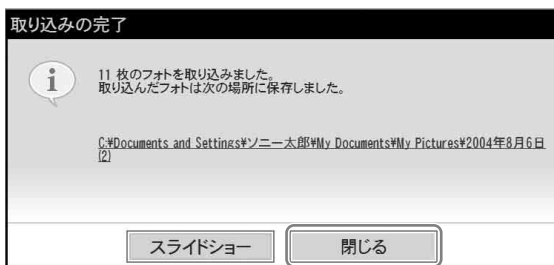 取り込みの完了
11 枚のフォトを取り込みました。
取り込んだフォトは次の場所に保存しました。
C:¥Documents and Settings¥ソニー太郎¥My Documents¥My Pictures¥2004年8月6日
(2)
スライドショー
閉じる